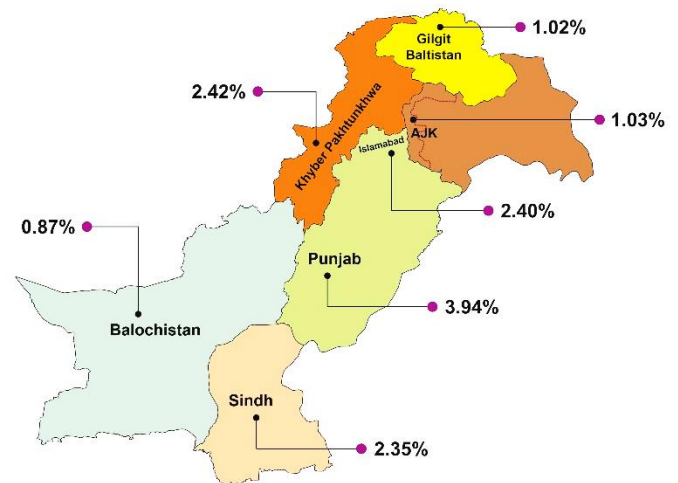 1.02%
Gilgit
Baltistan
2.42%
Khyber Pakhtunkhwa
AJK
1.03%
Islamabad
2.40%
0.87%
Punjab
3.94%
Balochistan
Sindh
2.35%